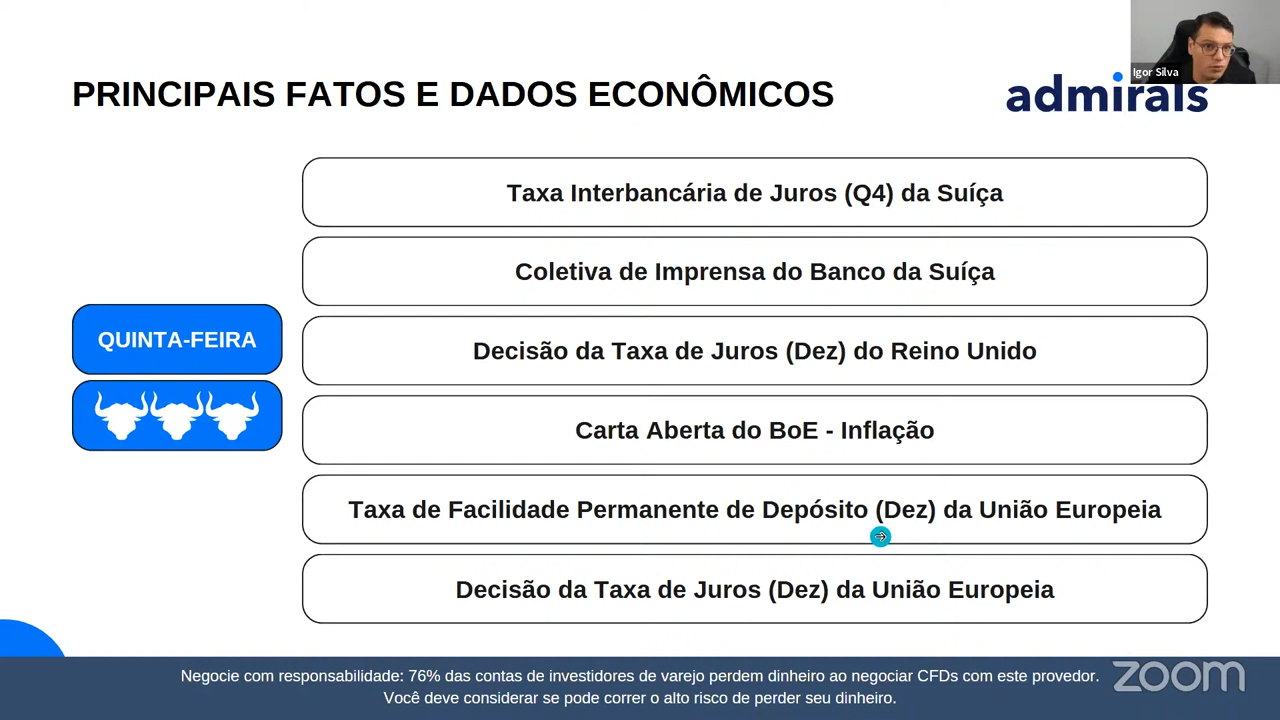 Igor Silva
PRINCIPAIS FATOS E DADOS ECONÔMICOS
admirals
Taxa Interbancária de Juros (Q4) da Suíça
Coletiva de Imprensa do Banco da Suíça
QUINTA-FEIRA
Decisão da Taxa de Juros (Dez) do Reino Unido
Carta Aberta do BoE - Inflação
Taxa de Facilidade Permanente de Depósito (Dez) da União Europeia
Decisão da Taxa de Juros (Dez) da União Europeia
Negocie com responsabilidade: 76% das contas de investidores de varejo perdem dinheiro ao negociar CFDs com este provedor.
Você deve considerar se pode correr o alto risco de perder seu dinheiro.
zoom